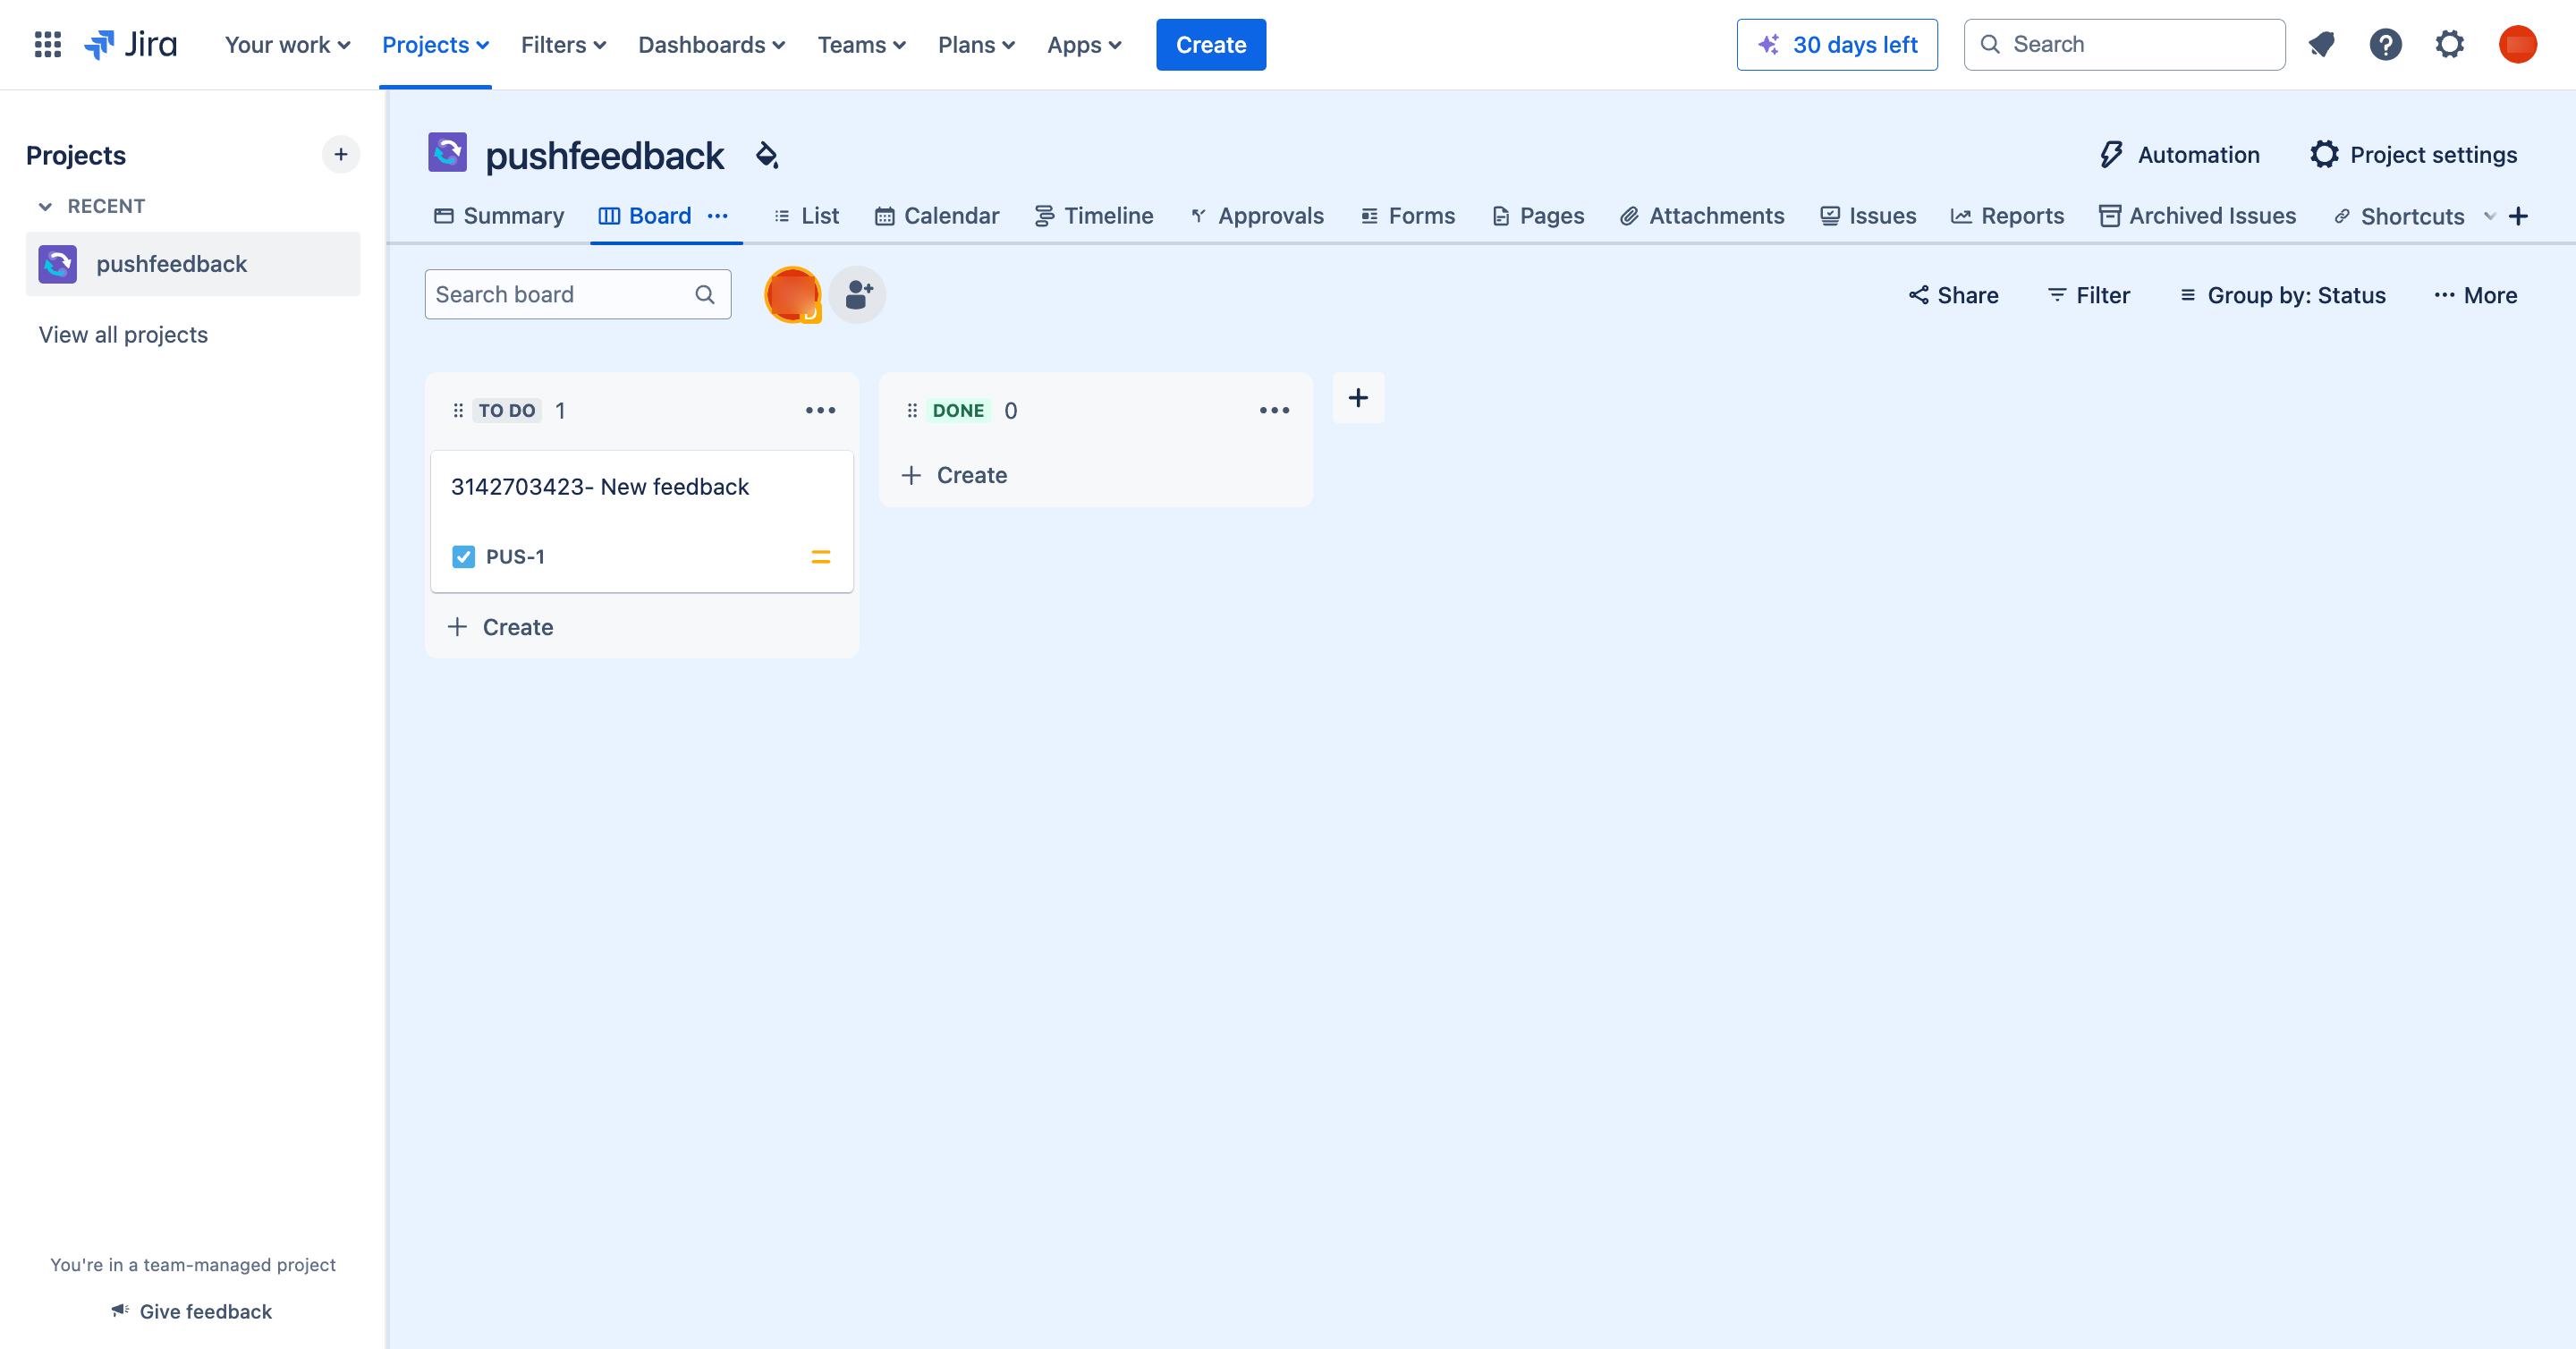 Jira Your work Projects Filters Dashboards Teams Plans Apps Create 30 days left Search
Projects
RECENT
pushfeedback
View all projects
pushfeedback
Automation Project settings
Summary Board List Calendar Timeline Approvals Forms Pages Attachments Issues Reports Archived Issues Shortcuts
Search board
D
Share Filter Group by: Status More
TO DO 1
3142703423- New feedback
PUS-1
Create
DONE 0
Create
You're in a team-managed project
Give feedback